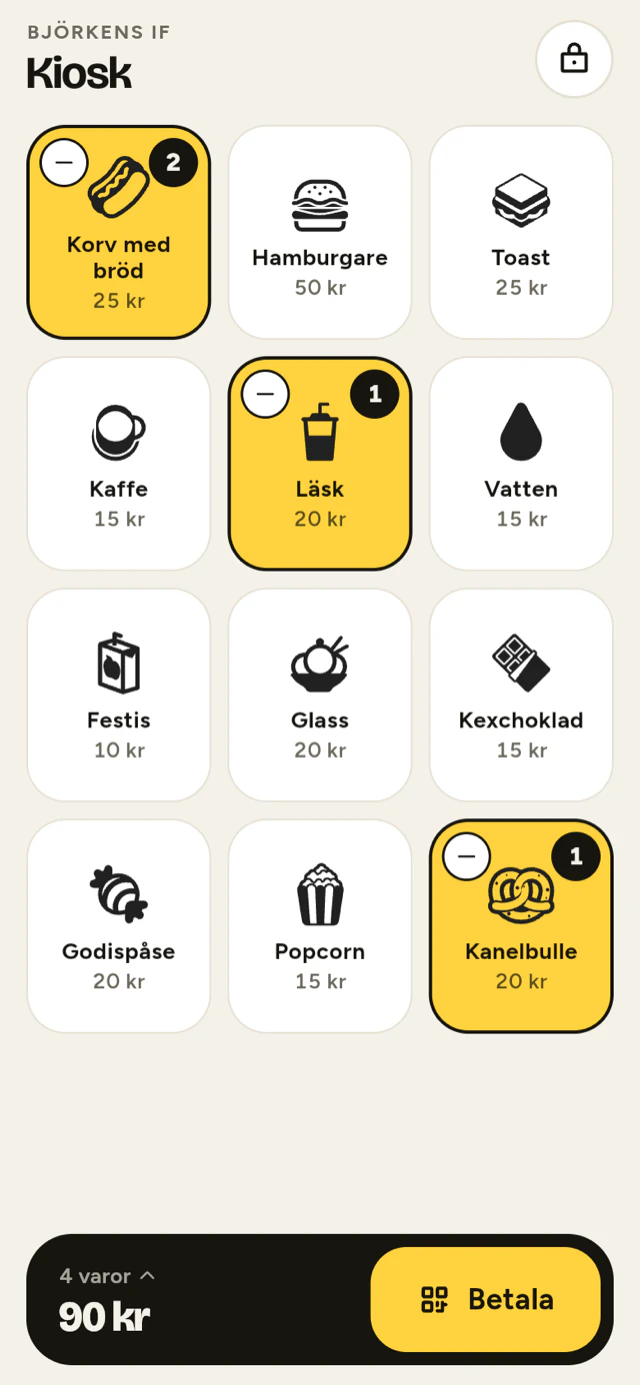 BJÖRKENS IF
Kiosk
2
Korv med
bröd
25 kr
Hamburgare
50 kr
Toast
25 kr
Kaffe
15 kr
1
Läsk
20 kr
Vatten
15 kr
Festis
10 kr
Glass
20 kr
Kexchoklad
15 kr
Godispåse
20 kr
Popcorn
15 kr
1
Kanelbulle
20 kr
4 varor
90 kr
Betala